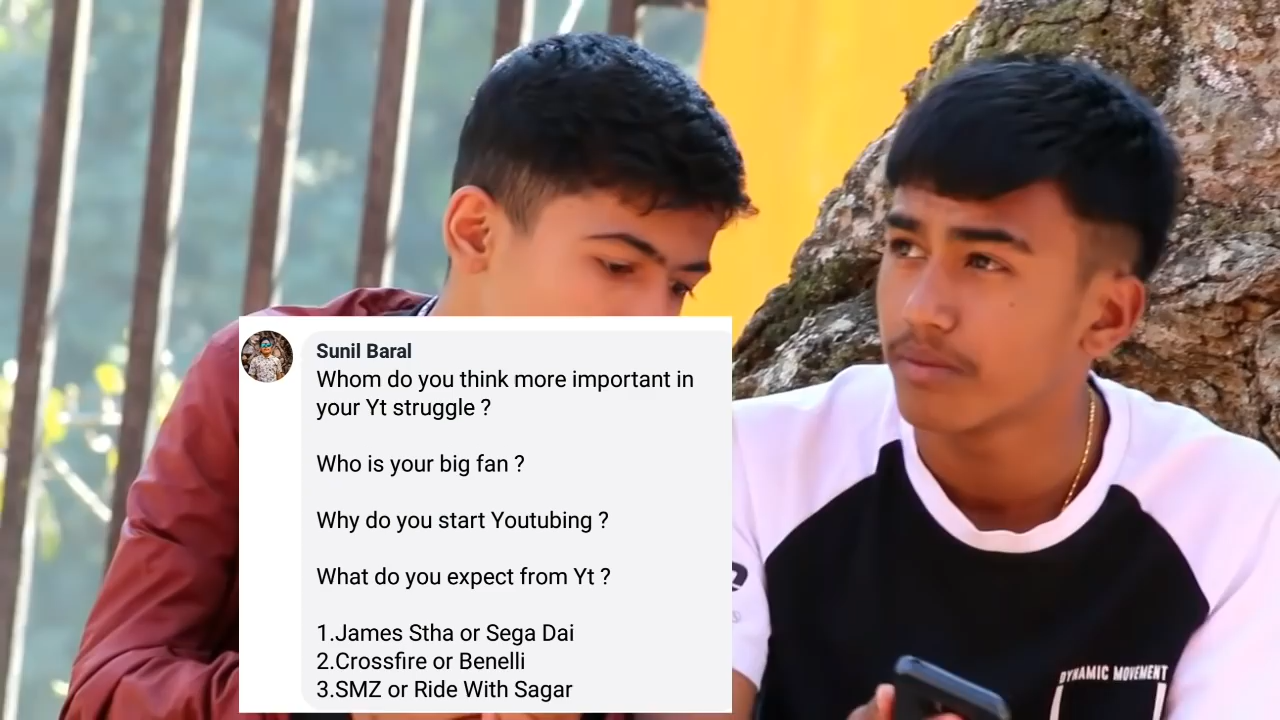 Sunil Baral
Whom do you think more important in
your Yt struggle ?
Who is your big fan ?
Why do you start Youtubing ?
What do you expect from Yt ?
1.James Stha or Sega Dai
2.Crossfire or Benelli
3.SMZ or Ride With Sagar
DYNAMIC MOVEMENT